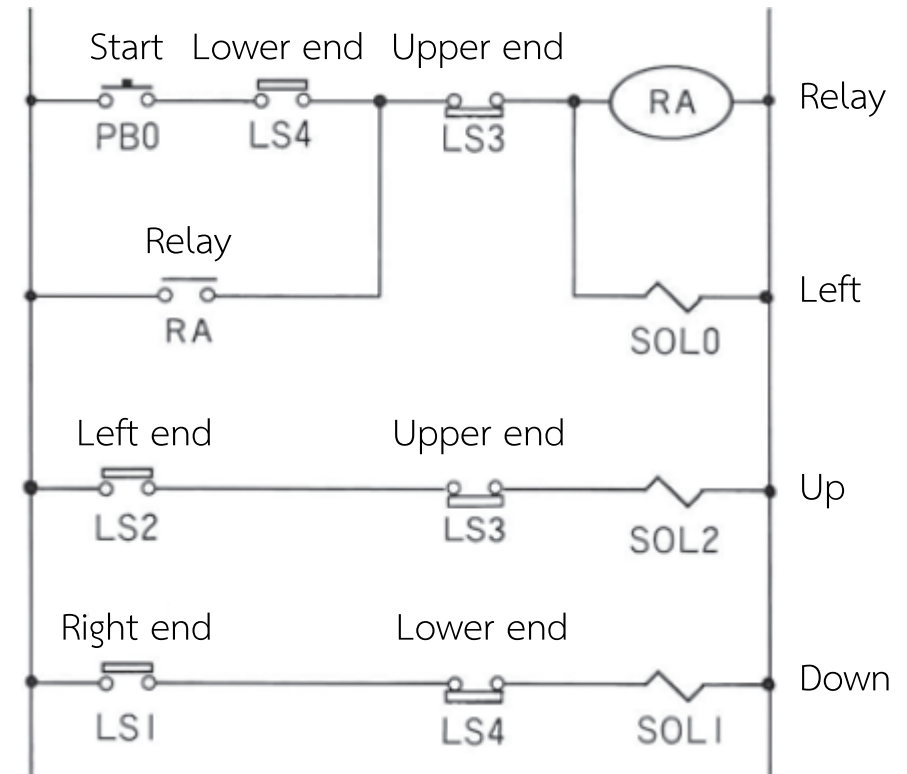 Start Lower end Upper end
PB0 LS4 LS3 RA Relay
Relay
RA SOL0 Left
Left end Upper end
LS2 LS3 SOL2 Up
Right end Lower end
LS1 LS4 SOL1 Down